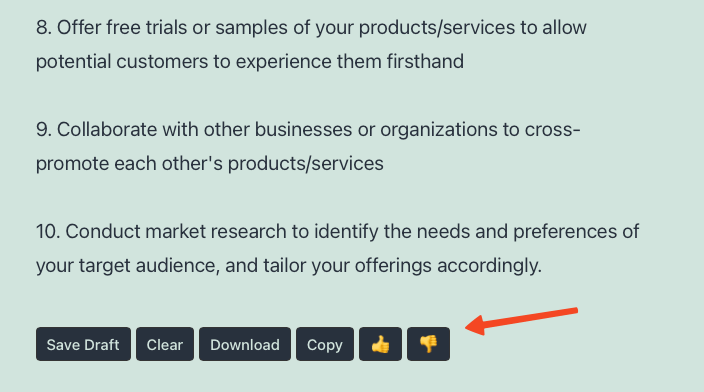 8. Offer free trials or samples of your products/services to allow
potential customers to experience them firsthand
9. Collaborate with other businesses or organizations to cross-
promote each other's products/services
10. Conduct market research to identify the needs and preferences of
your target audience, and tailor your offerings accordingly.
Save Draft Clear Download Copy 👍 👎